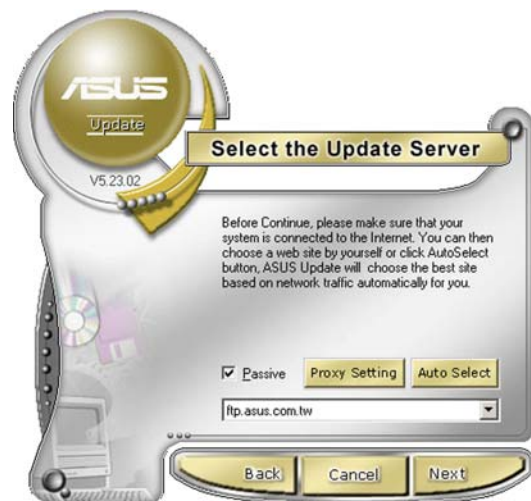 ASUS
Update
V5.23.02
Select the Update Server
Before Continue, please make sure that your
system is connected to the Internet. You can then
choose a web site by yourself or click AutoSelect
button, ASUS Update will choose the best site
based on network traffic automatically for you.
Passive
Proxy Setting
Auto Select
ftp.asus.com.tw
Back
Cancel
Next